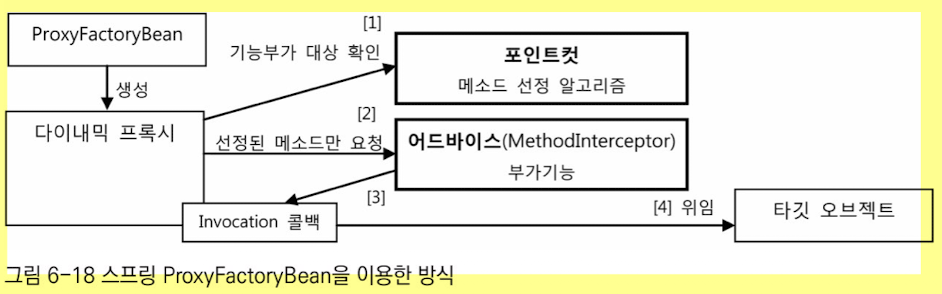 ProxyFactoryBean
생성
다이내믹 프록시
[1]
기능부가 대상 확인
포인트컷
메소드 선정 알고리즘
[2]
선정된 메소드만 요청
어드바이스(MethodInterceptor)
부가기능
[3]
Invocation 콜백
[4] 위임
타깃 오브젝트
그림 6-18 스프링 ProxyFactoryBean을 이용한 방식